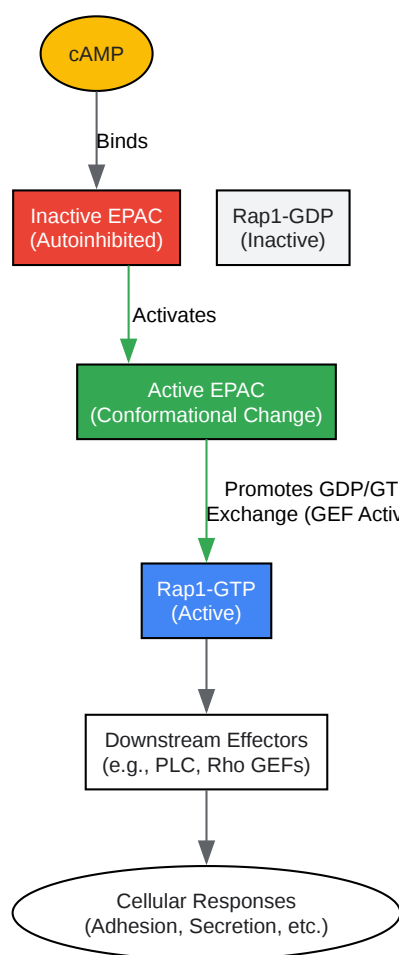 cAMP
Binds
Inactive EPAC
(Autoinhibited)
Rap1-GDP
(Inactive)
Activates
Active EPAC
(Conformational Change)
Promotes GDP/GT
Exchange (GEF Activ
Rap1-GTP
(Active)
Downstream Effectors
(e.g., PLC, Rho GEFs)
Cellular Responses
(Adhesion, Secretion, etc.)